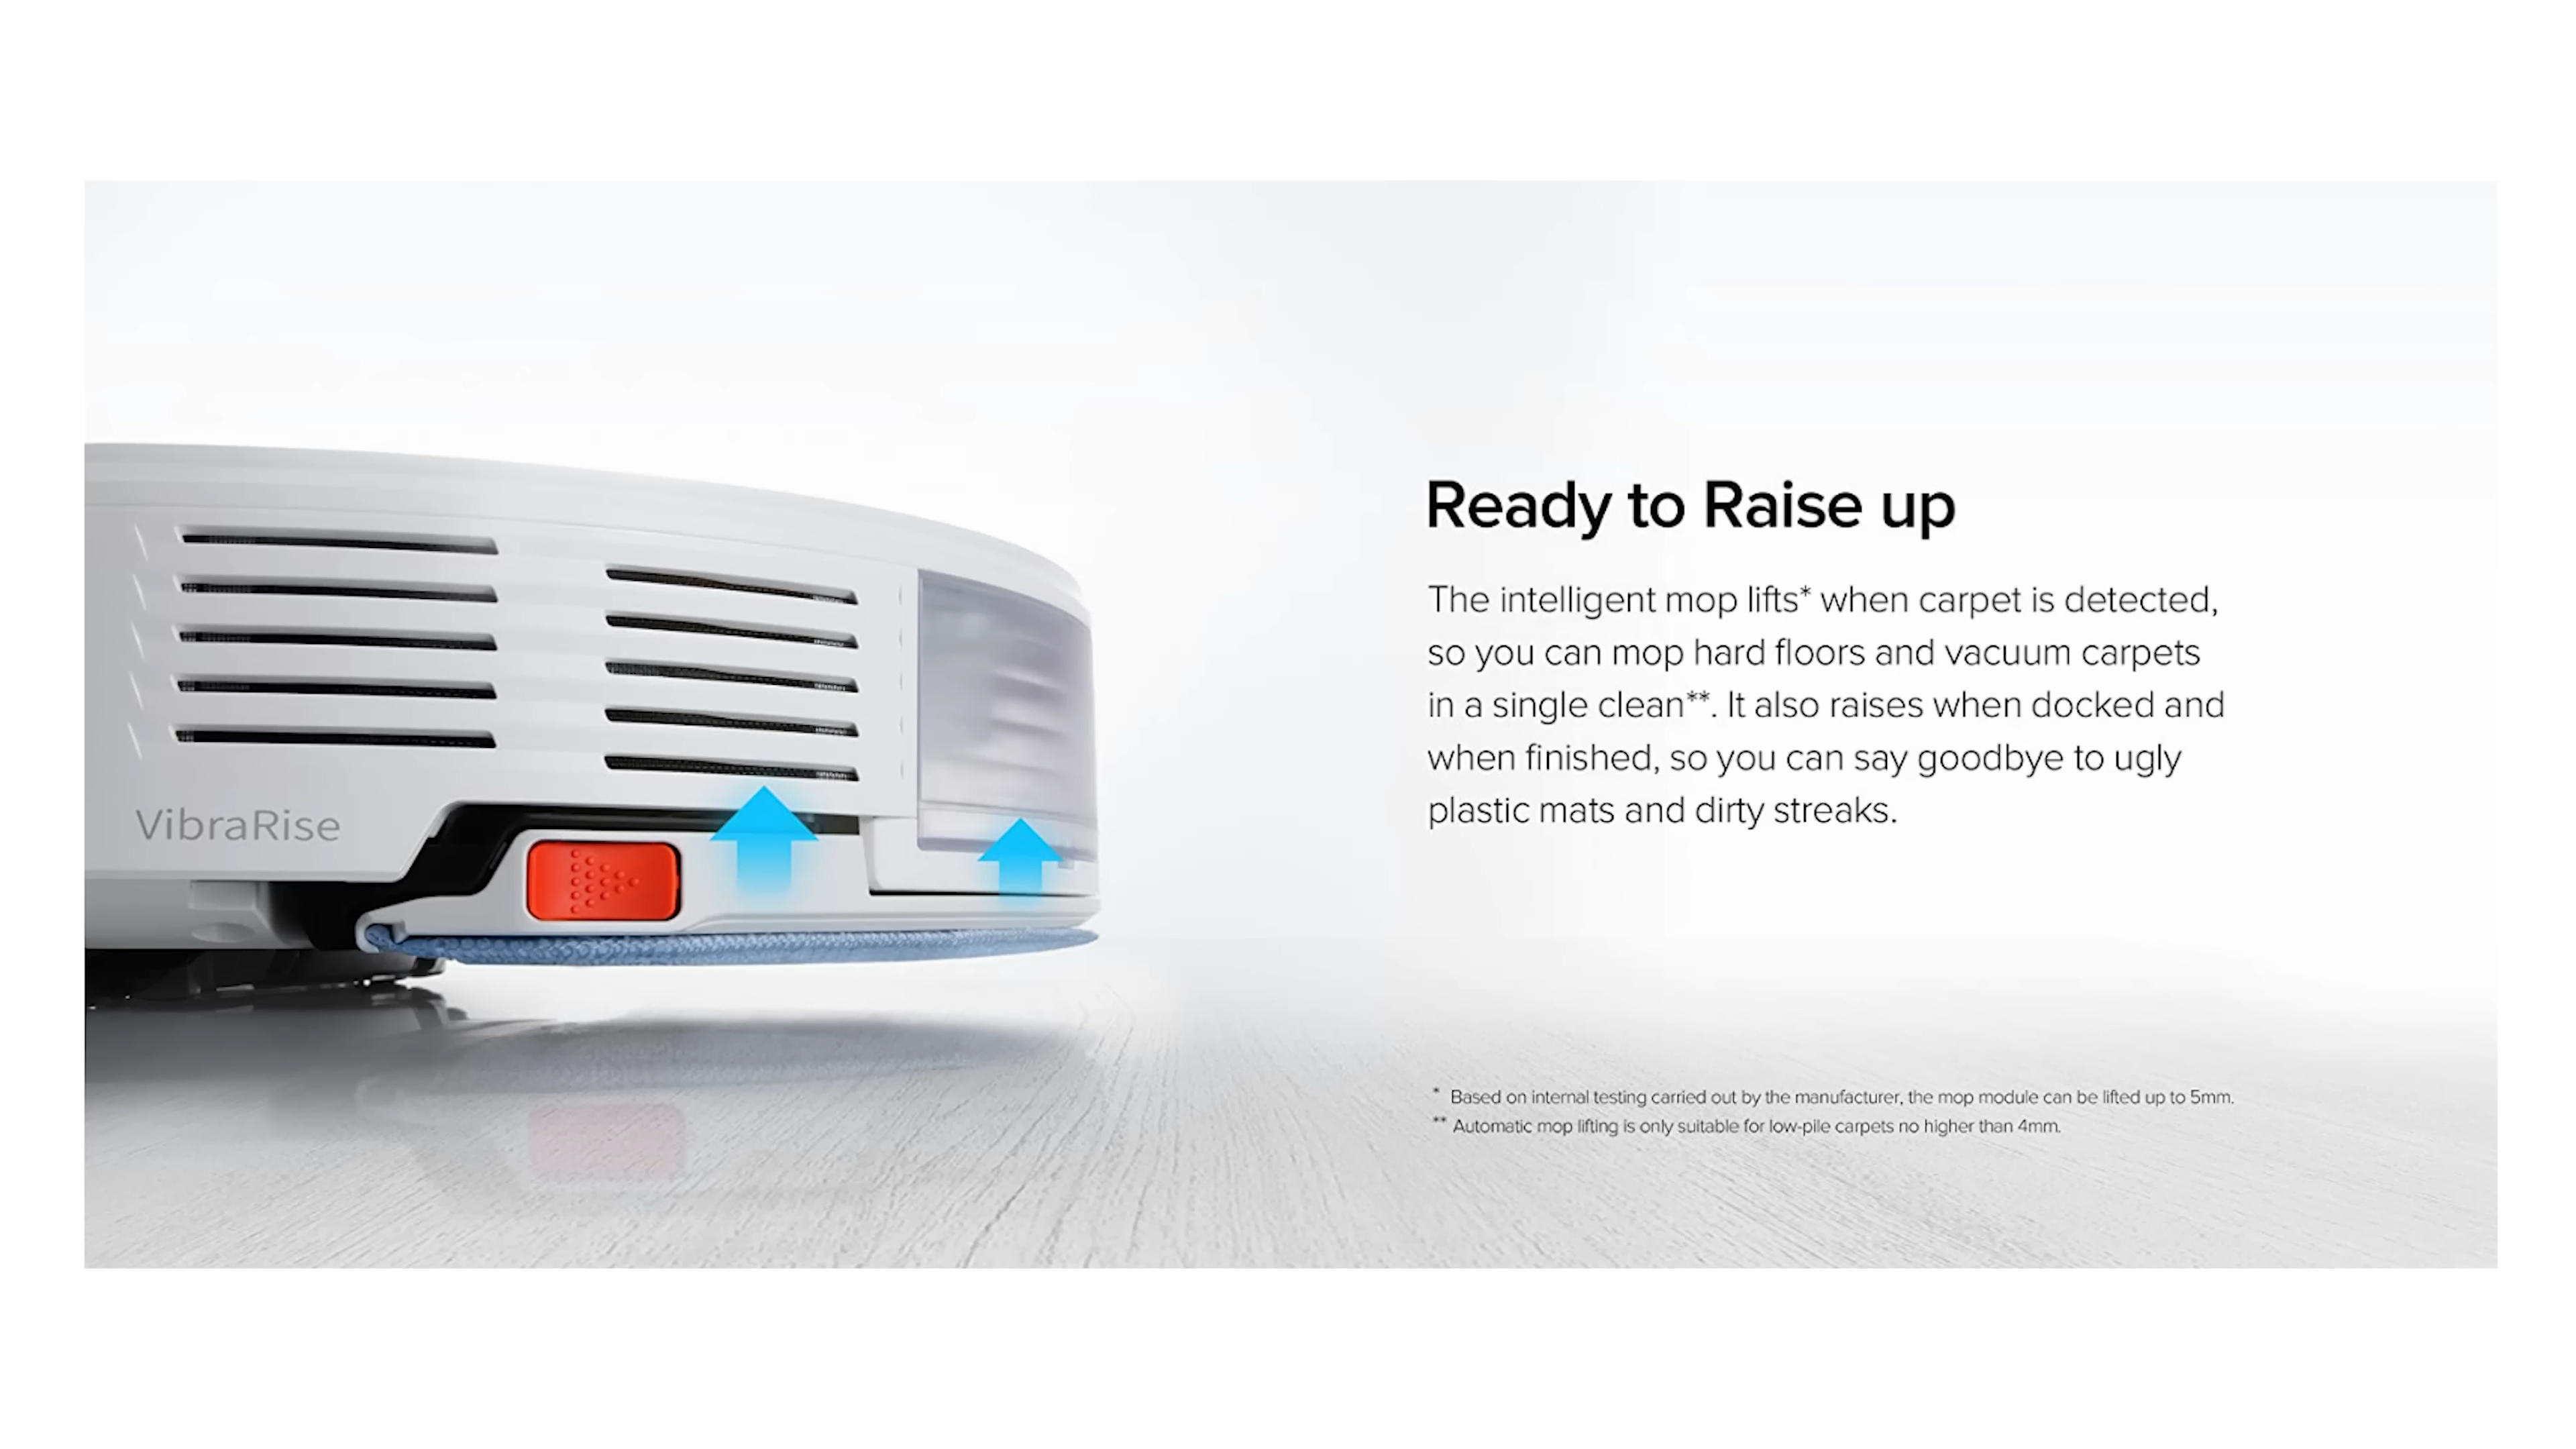 Ready to Raise up
The intelligent mop lifts* when carpet is detected,
so you can mop hard floors and vacuum carpets
in a single clean**. It also raises when docked and
when finished, so you can say goodbye to ugly
plastic mats and dirty streaks.
VibraRise
* Based on internal testing carried out by the manufacturer, the mop module can be lifted up to 5mm.
** Automatic mop lifting is only suitable for low-pile carpets no higher than 4mm.